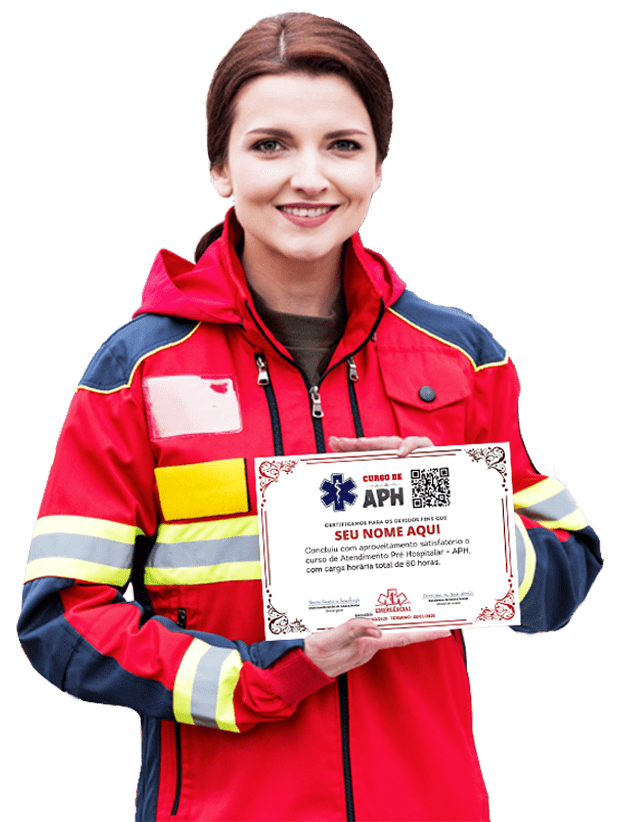 CURSO DE
APH
CERTIFICAMOS PARA OS DEVIDOS FINS QUE
SEU NOME AQUI
Concluiu com aproveitamento satisfatório o
curso de Atendimento Pré Hospitalar - APH,
com carga horária total de 80 horas.
EMERGENCIAL